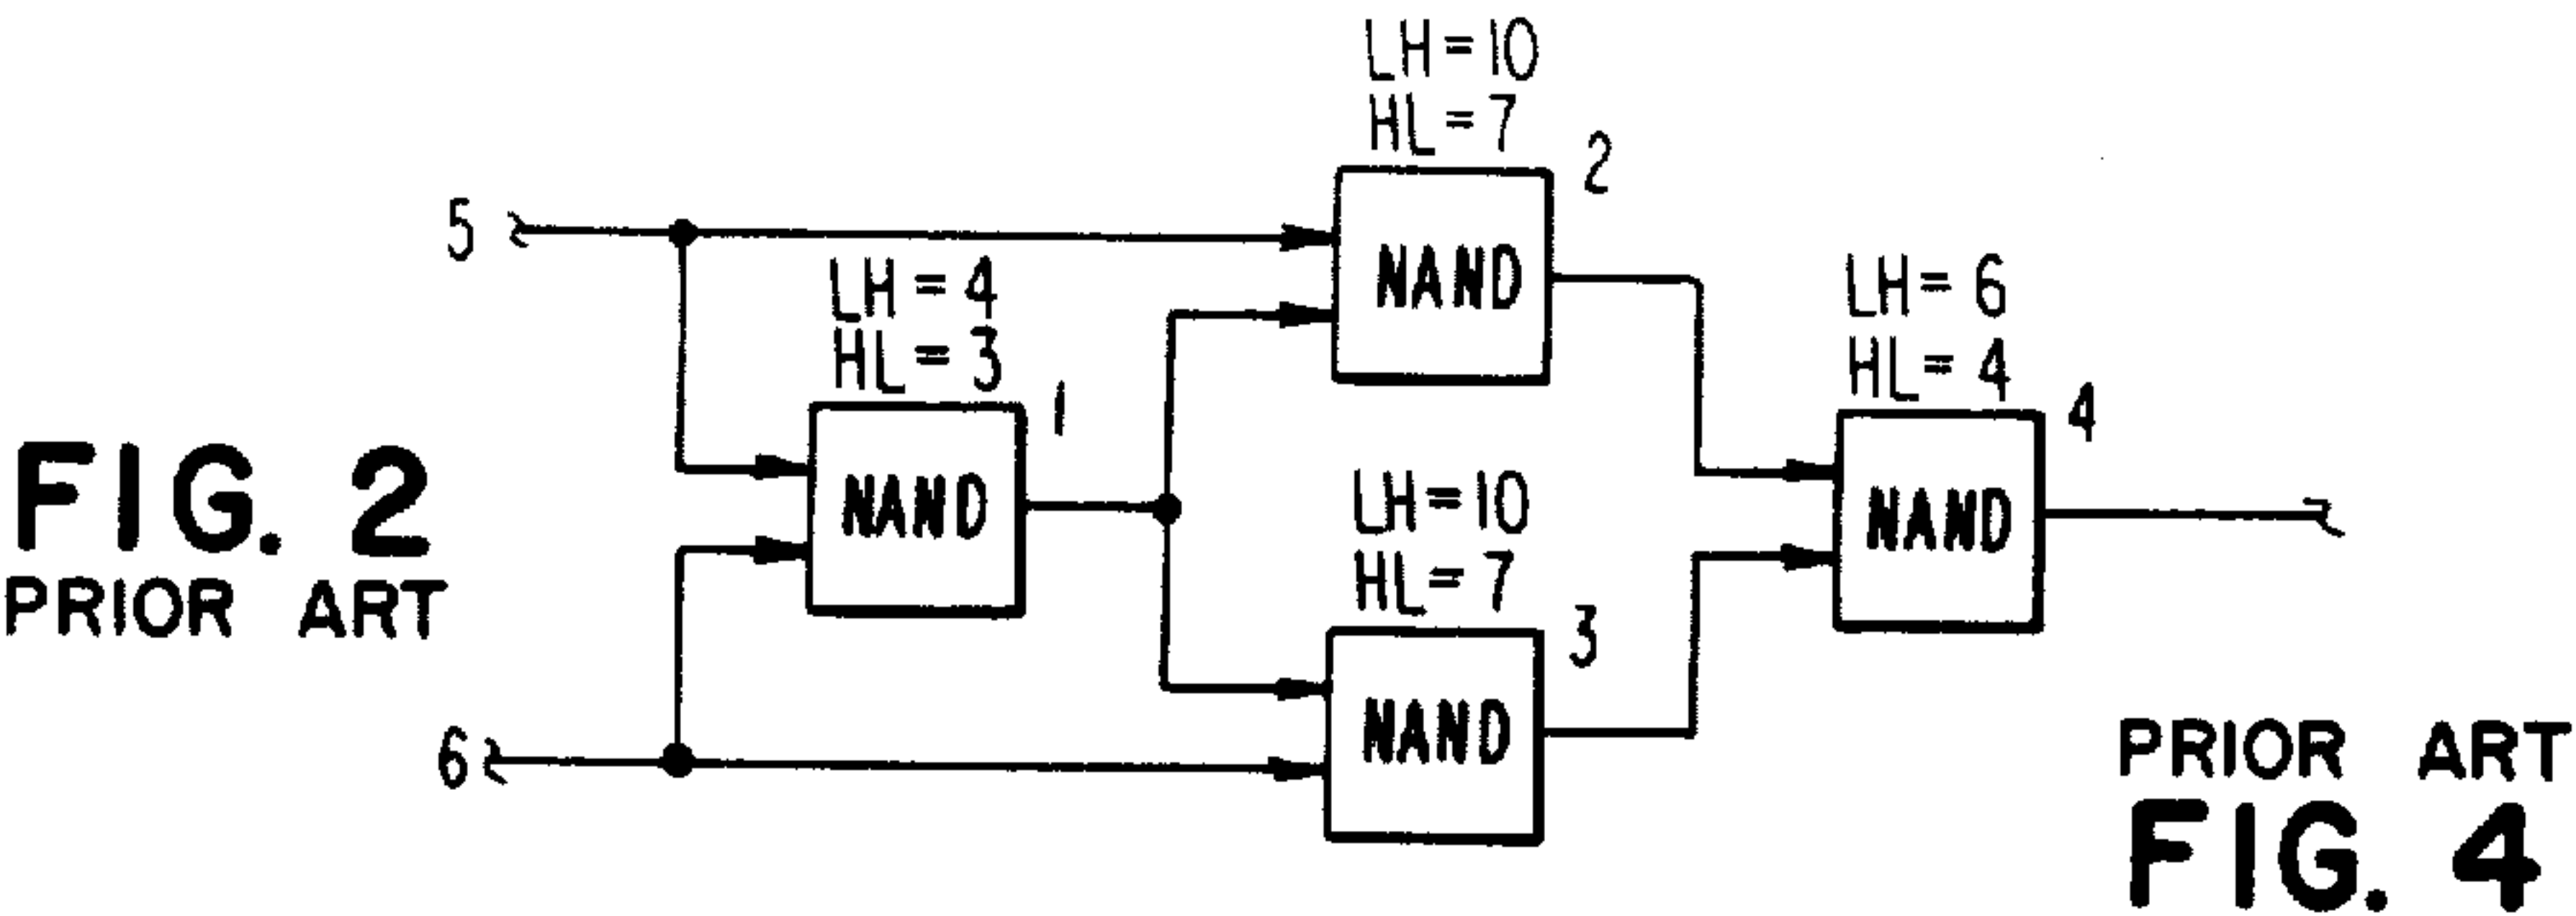 LH = 10
HL = 7
2
5
LH = 4
HL = 3
1
NAND
NAND
LH = 6
HL = 4
4
FIG. 2
PRIOR ART
NAND
LH = 10
HL = 7
3
NAND
6
PRIOR ART
FIG. 4